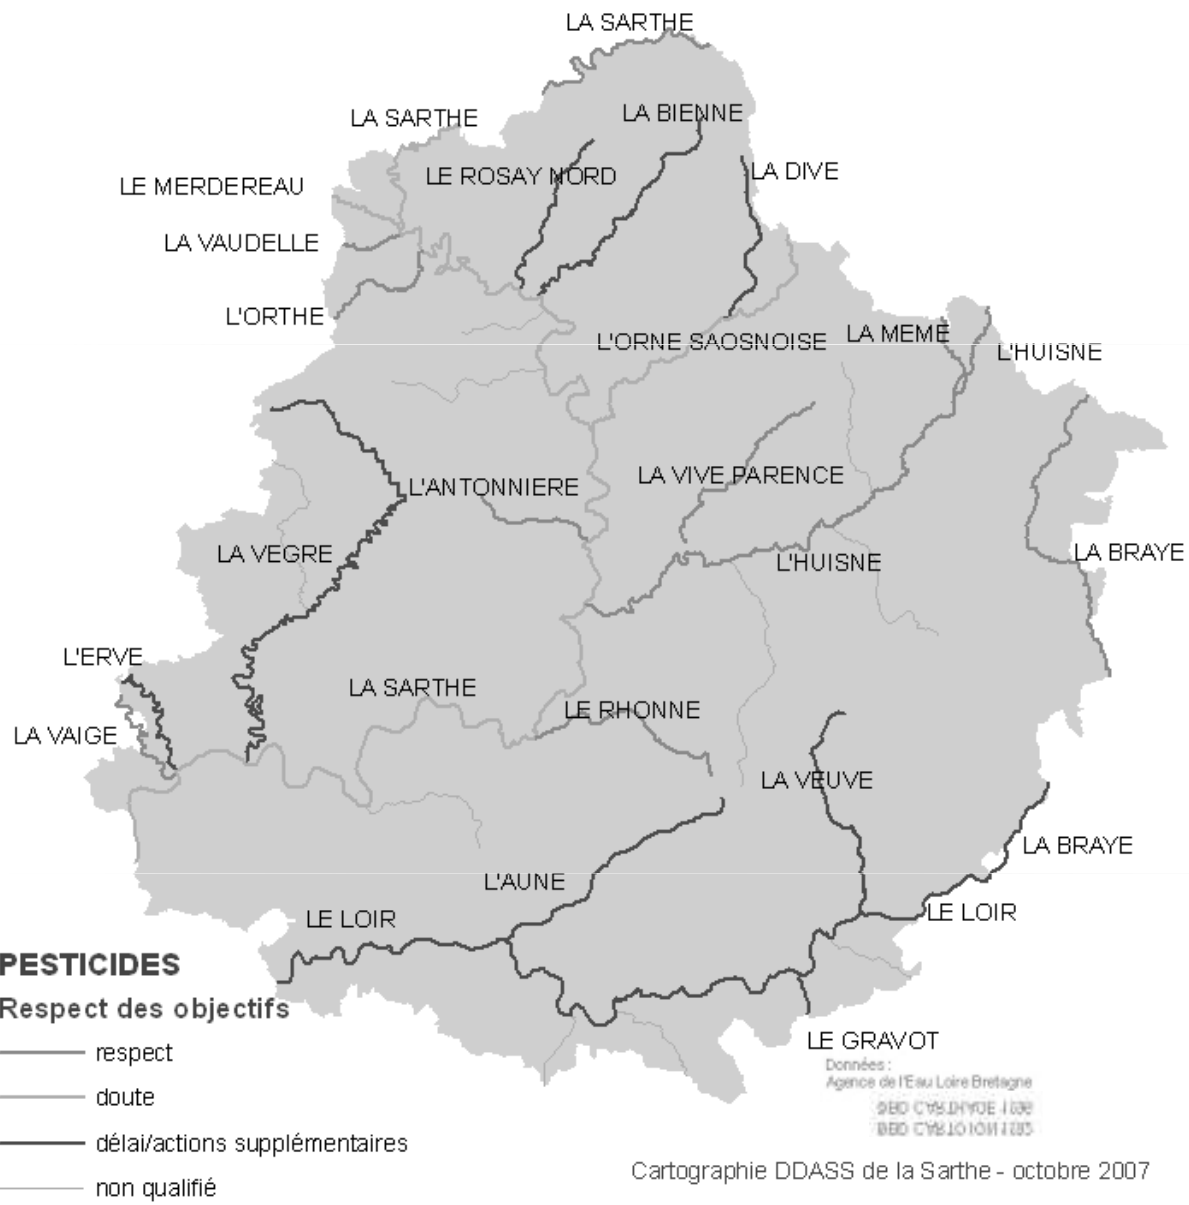 LA SARTHE
LA BIENNE
LA SARTHE
LA DIVE
LE ROSAY NORD
LE MERDEREAU
LA VAUDELLE
L'ORTHE
L'ORNE SAOSNOISE
LA MEME
L'HUISNE
LA VIVE PARENCE
L'ANTONNIERE
LA VEGRE
LA BRAYE
L'HUISNE
L'ERVE
LA SARTHE
LE RHONNE
LA VAIGE
LA VEUVE
LA BRAYE
L'AUNE
LE LOIR
LE LOIR
PESTICIDES
Respect des objectifs
respect
doute
délai/actions supplémentaires
non qualifié
LE GRAVOT
Données :
Agence de l'Eau Loire Bretagne
Cartographie DDASS de la Sarthe - octobre 2007